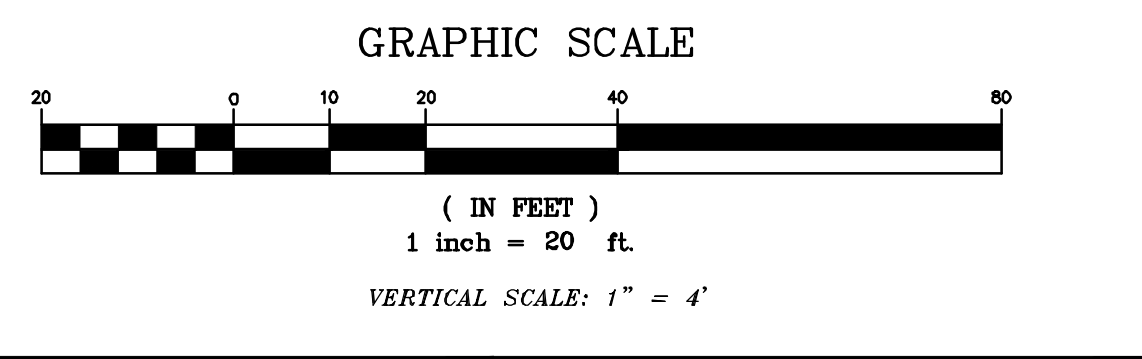 GRAPHIC SCALE
20 0 10 20 40 80
( IN FEET )
1 inch = 20 ft.
VERTICAL SCALE: 1" = 4'